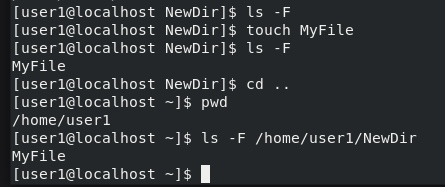 [user1@localhost NewDir]$ ls -F
[user1@localhost NewDir]$ touch MyFile
[user1@localhost NewDir]$ ls -F
MyFile
[user1@localhost NewDir]$ cd ..
[user1@localhost ~]$ pwd
/home/user1
[user1@localhost ~]$ ls -F /home/user1/NewDir
MyFile
[user1@localhost ~]$